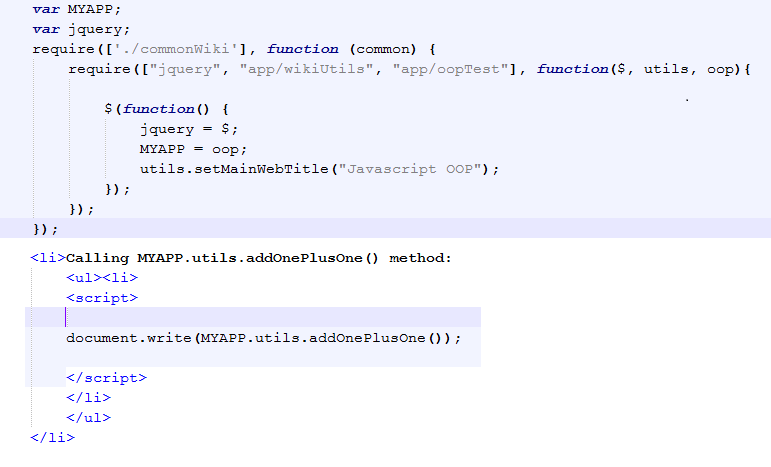 var MYAPP;
var jquery;
require(['./commonWiki'], function (common) {
    require(["jquery", "app/wikiUtils", "app/oopTest"], function($, utils, oop){
        $(function() {
            jquery = $;
            MYAPP = oop;
            utils.setMainWebTitle("Javascript OOP");
        });
    });
});
<li>Calling MYAPP.utils.addOnePlusOne() method:
    <ul><li>
    <script>
    document.write(MYAPP.utils.addOnePlusOne());
    </script>
    </li>
    </ul>
</li>